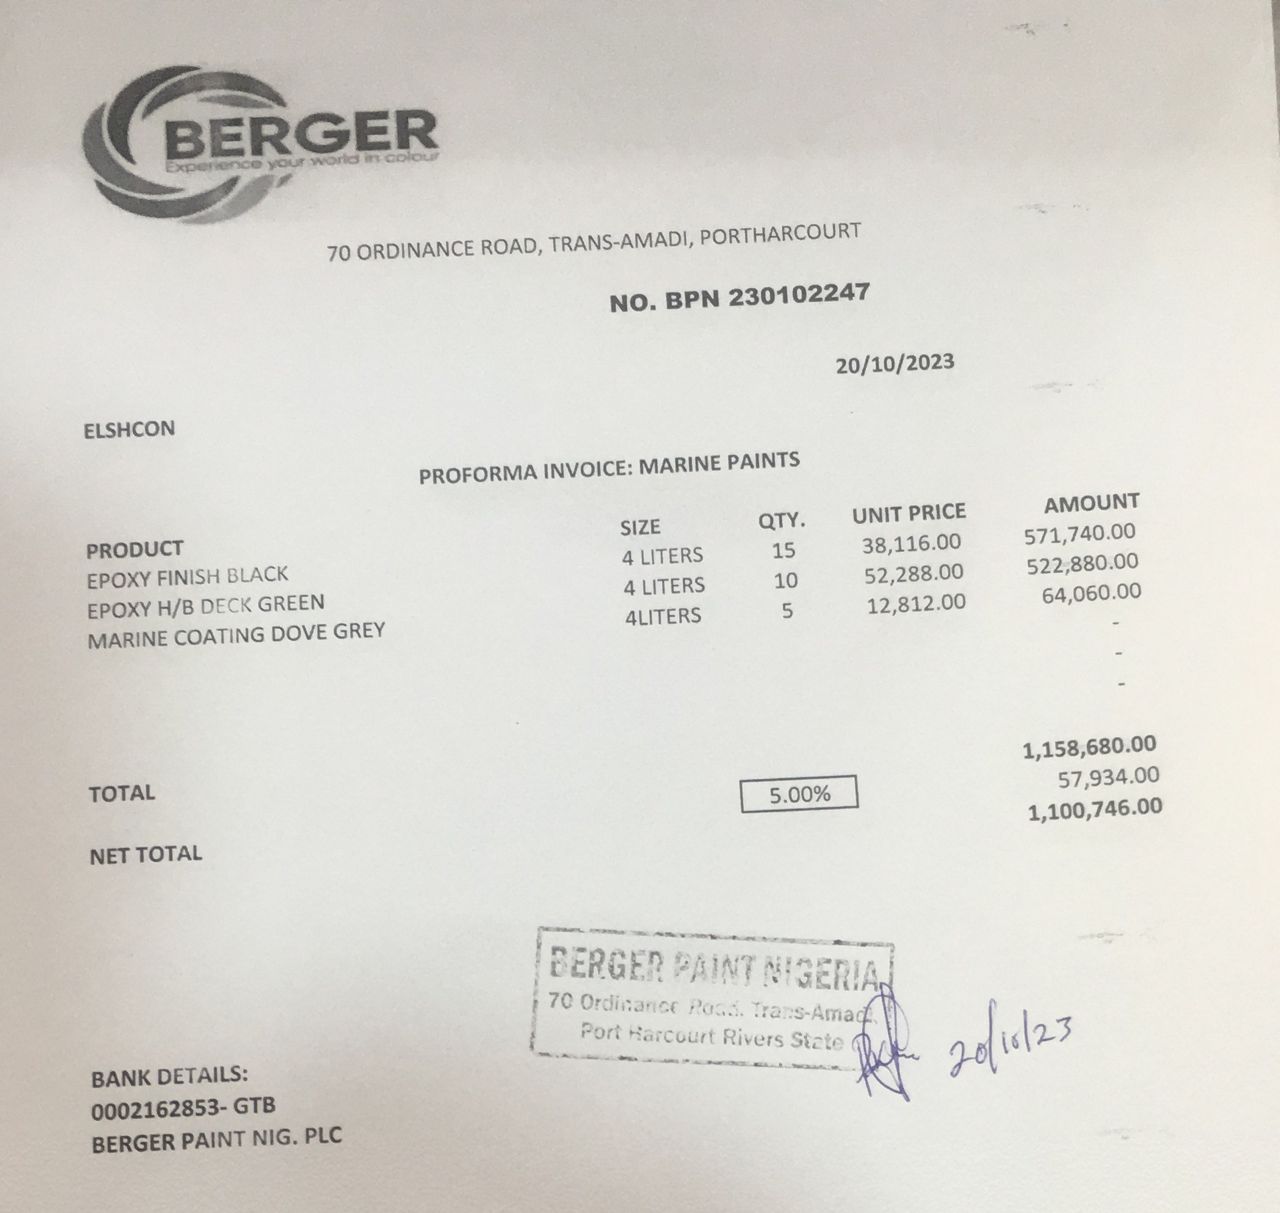 BERGER
Experience your world in colour
70 ORDINANCE ROAD, TRANS-AMADI, PORTHARCOURT
NO. BPN 230102247
20/10/2023
ELSHCON
PROFORMA INVOICE: MARINE PAINTS
PRODUCT SIZE QTY. UNIT PRICE AMOUNT
EPOXY FINISH BLACK 4 LITERS 15 38,116.00 571,740.00
EPOXY H/B DECK GREEN 4 LITERS 10 52,288.00 522,880.00
MARINE COATING DOVE GREY 4LITERS 5 12,812.00 64,060.00
-
-
-
TOTAL 1,158,680.00
5.00% 57,934.00
NET TOTAL 1,100,746.00
BERGER PAINT NIGERIA
70 Ordinance Road, Trans-Amadi,
Port Harcourt Rivers State
20/10/23
BANK DETAILS:
0002162853- GTB
BERGER PAINT NIG. PLC